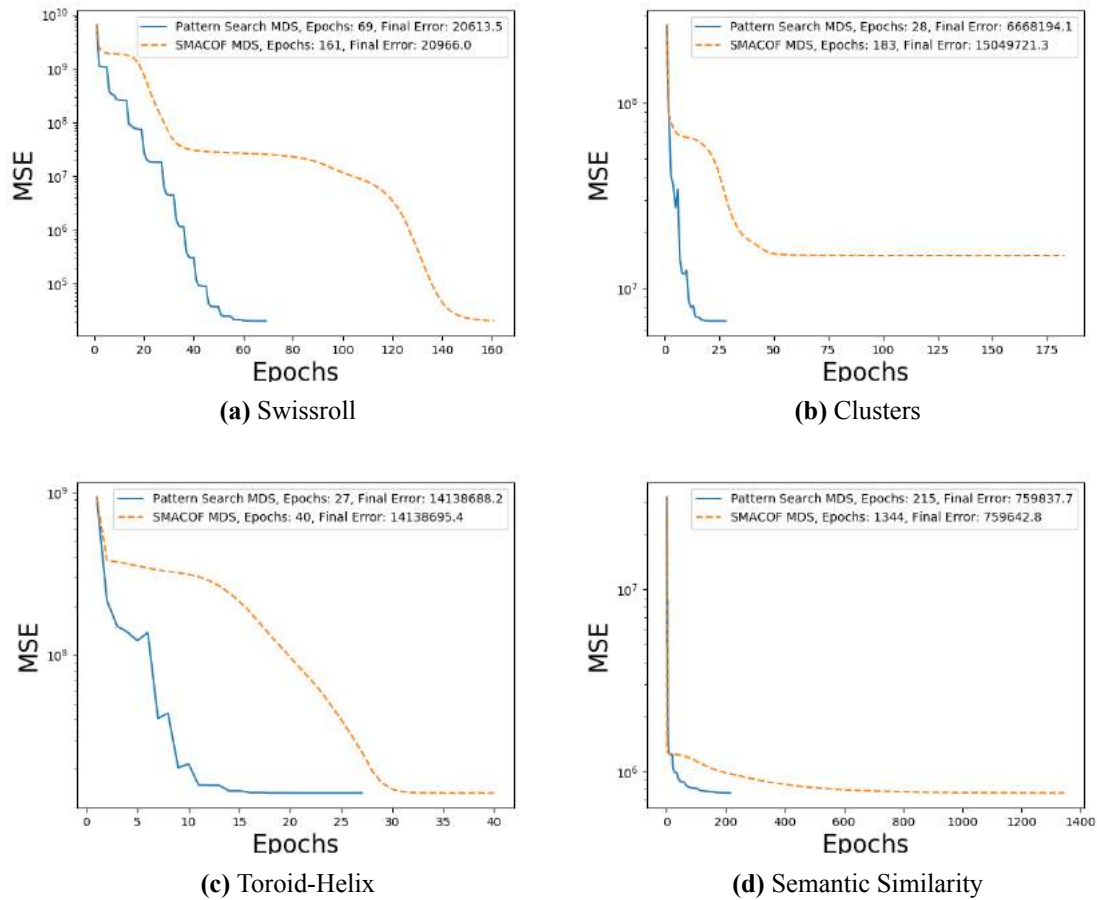 Pattern Search MDS, Epochs: 69, Final Error: 20613.5
SMACOF MDS, Epochs: 161, Final Error: 20966.0
10^10
10^9
10^8
10^7
10^6
10^5
MSE
0 20 40 60 80 100 120 140 160
Epochs
(a) Swissroll
Pattern Search MDS, Epochs: 28, Final Error: 6668194.1
SMACOF MDS, Epochs: 183, Final Error: 15049721.3
10^8
10^7
MSE
0 25 50 75 100 125 150 175
Epochs
(b) Clusters
Pattern Search MDS, Epochs: 27, Final Error: 14138688.2
SMACOF MDS, Epochs: 40, Final Error: 14138695.4
10^9
10^8
MSE
0 5 10 15 20 25 30 35 40
Epochs
(c) Toroid-Helix
Pattern Search MDS, Epochs: 215, Final Error: 759837.7
SMACOF MDS, Epochs: 1344, Final Error: 759642.8
10^7
10^6
MSE
0 200 400 600 800 1000 1200 1400
Epochs
(d) Semantic Similarity